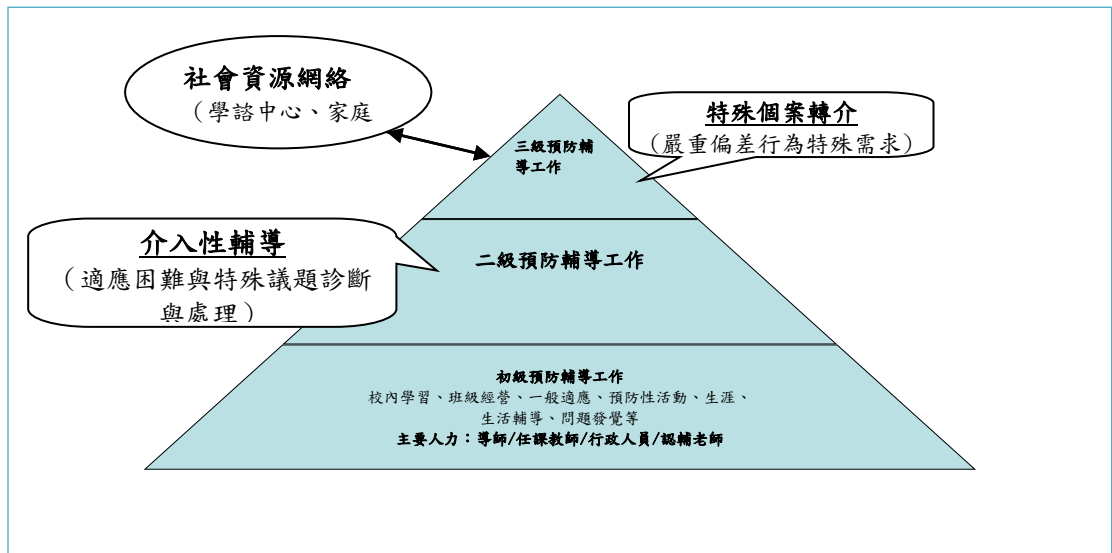 社會資源網絡
（學諮中心、家庭
特殊個案轉介
（嚴重偏差行為特殊需求）
三級預防輔
導工作
介入性輔導
（適應困難與特殊議題診斷
與處理）
二級預防輔導工作
初級預防輔導工作
校內學習、班級經營、一般適應、預防性活動、生涯、
生活輔導、問題發覺等
主要人力：導師/任課教師/行政人員/認輔老師